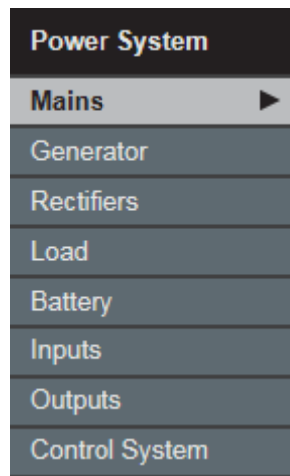 Power System
Mains
Generator
Rectifiers
Load
Battery
Inputs
Outputs
Control System